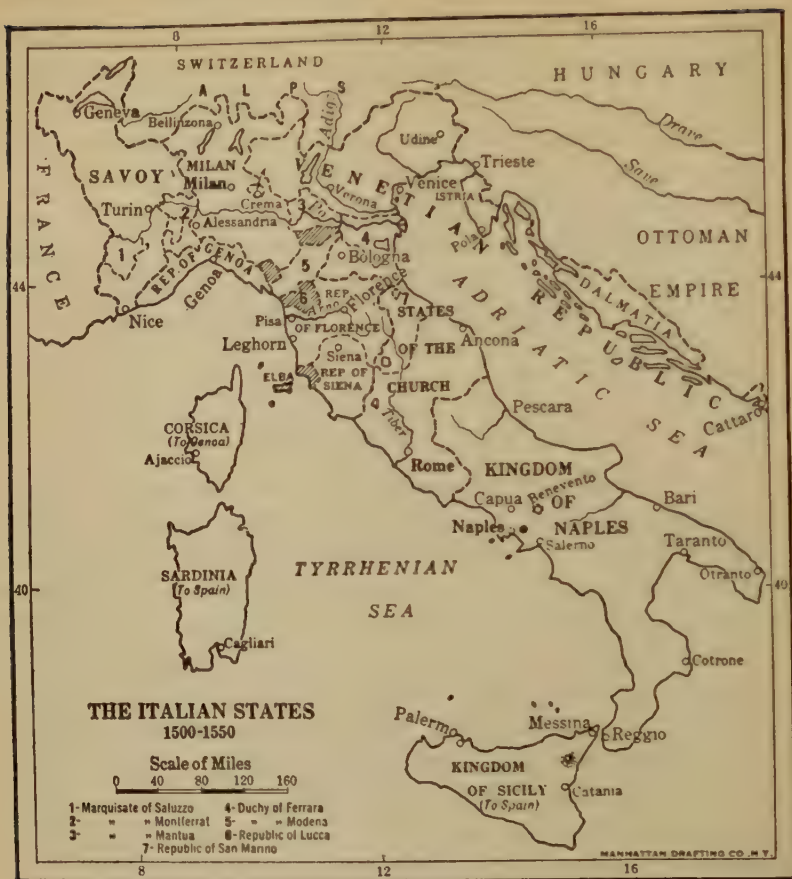 8 12 16
SWITZERLAND
HUNGARY
A L P S
Geneva
Bellinzona
Adige
Udine
Drave
Save
Trieste
FRANCE
SAVOY
MILAN
Milan
Crema
Verona
Venice
ISTRIA
VENETIAN REPUBLIC
Turin
2
Alessandria
3
Po
Pola
OTTOMAN
EMPIRE
DALMATIA
1
REP. OF GENOA
Genoa
5
4
Bologna
ADRIATIC SEA
44
44
Nice
6
REP.
OF FLORENCE
Arno
Florence
7
STATES
OF THE
CHURCH
Pisa
Leghorn
Siena
REP OF
SIENA
ELBA
Ancona
Cattaro
Tiber
Pescara
CORSICA
(To Genoa)
Ajaccio
Rome
KINGDOM
OF
NAPLES
Capua
Benevento
Bari
Naples
Salerno
Taranto
Otranto
SARDINIA
(To Spain)
Cagliari
TYRRHENIAN
SEA
40
40
Cotrone
Palermo
Messina
Reggio
KINGDOM
OF SICILY
(To Spain)
Catania
THE ITALIAN STATES
1500-1550
Scale of Miles
0 40 80 120 160
1-Marquisate of Saluzzo
2- " " Montferrat
3- " " Mantua
4-Duchy of Ferrara
5- " " Modena
6-Republic of Lucca
7-Republic of San Marino
MANHATTAN DRAFTING CO. N.Y.
8 12 16